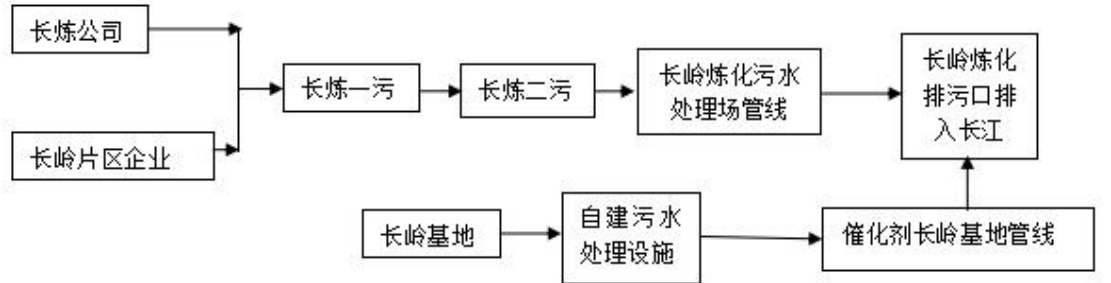 长炼公司
长岭片区企业
长炼一污
长炼二污
长岭炼化污水
处理场管线
长岭炼化
排污口排
入长江
长岭基地
自建污水
处理设施
催化剂长岭基地管线